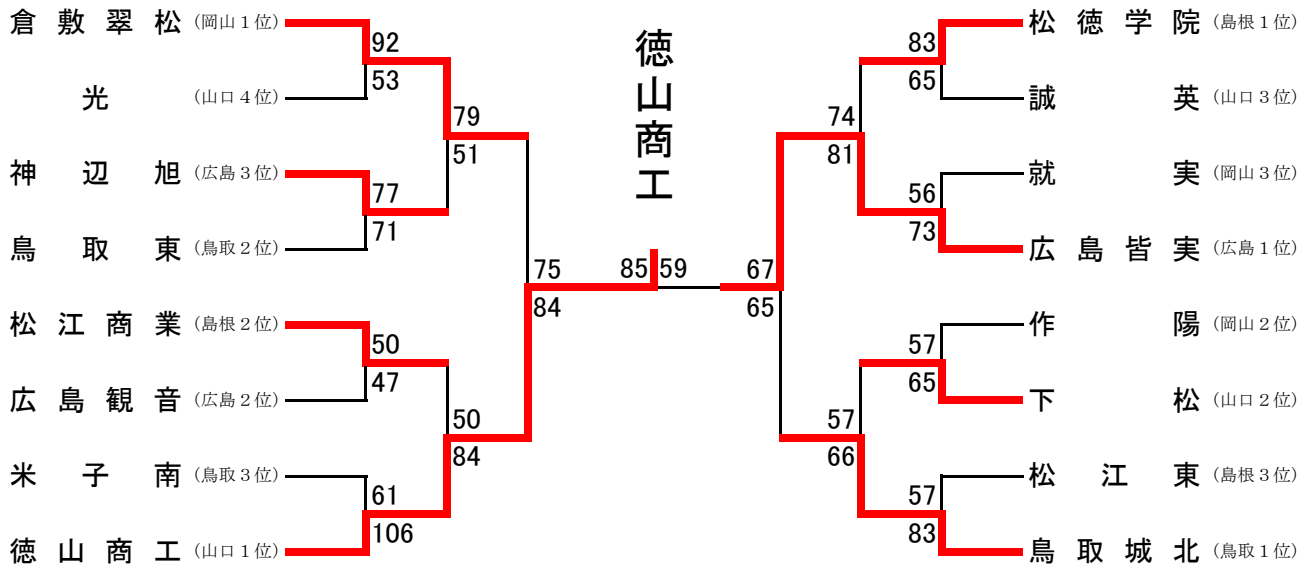 倉敷翠松 (岡山1位)
92
53
光 (山口4位)
79
51
神辺旭 (広島3位)
77
71
鳥取東 (鳥取2位)
75
84
松江商業 (島根2位)
50
47
広島観音 (広島2位)
50
84
米子南 (鳥取3位)
61
106
徳山商工 (山口1位)
徳山商工
85 59
松徳学院 (島根1位)
83
65
誠英 (山口3位)
74
81
就実 (岡山3位)
56
73
広島皆実 (広島1位)
67
65
作陽 (岡山2位)
57
65
下松 (山口2位)
57
66
松江東 (島根3位)
57
83
鳥取城北 (鳥取1位)